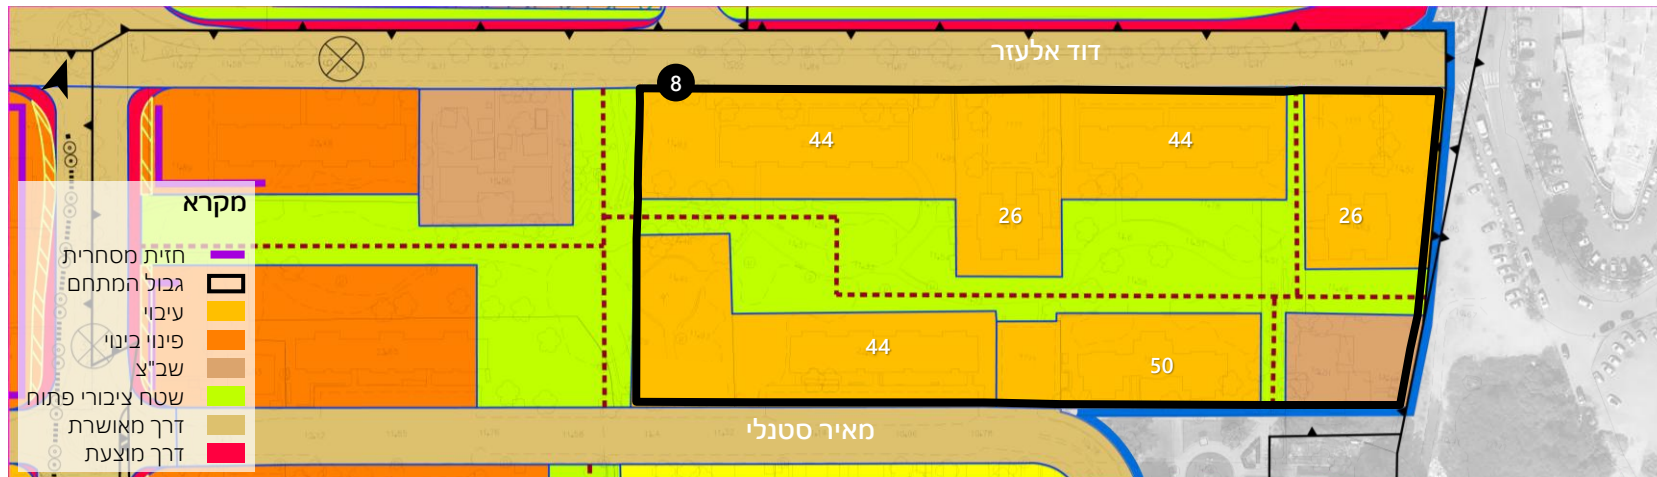 דוד אלעזר
8
44
44
26
26
44
50
מאיר סטנלי
מקרא
חזית מסחרית
גבול המתחם
עיבוי
פינוי בינוי
שב"צ
שטח ציבורי פתוח
דרך מאושרת
דרך מוצעת